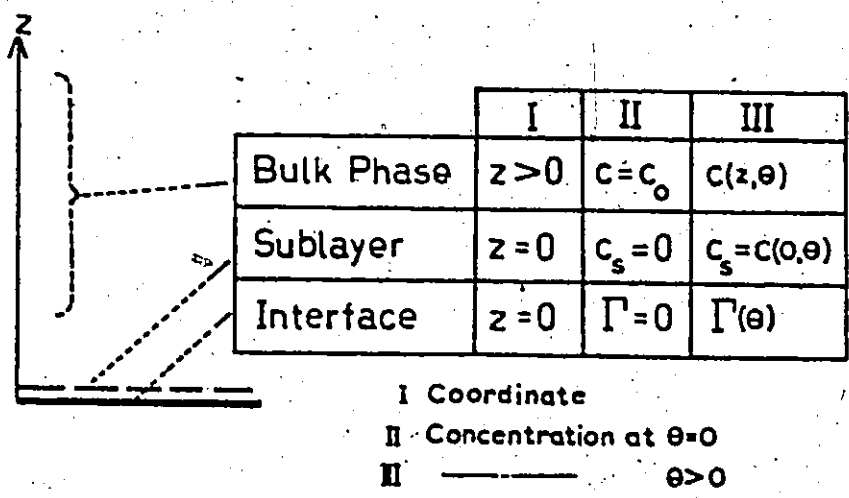 z
I II III
Bulk Phase z>0 c=c₀ c(z,θ)
Sublayer z=0 cₛ=0 cₛ=c(0,θ)
Interface z=0 Γ=0 Γ(θ)
I Coordinate
II Concentration at θ=0
III —·— θ>0